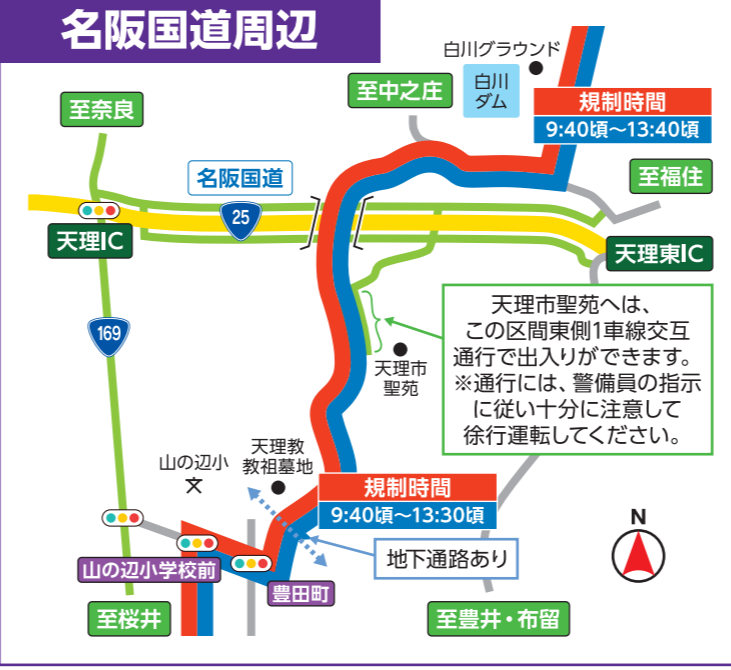 名阪国道周辺
白川グラウンド
白川
ダム
至中之庄
至奈良
規制時間
9:40頃～13:40頃
至福住
名阪国道
25
天理IC
天理東IC
169
天理市聖苑へは、
この区間東側1車線交互
通行で出入りができます。
※通行には、警備員の指示
に従い十分に注意して
徐行運転してください。
天理市
聖苑
山の辺小
文
天理教
教祖墓地
規制時間
9:40頃～13:30頃
N
地下通路あり
山の辺小学校前
豊田町
至桜井
至豊井・布留